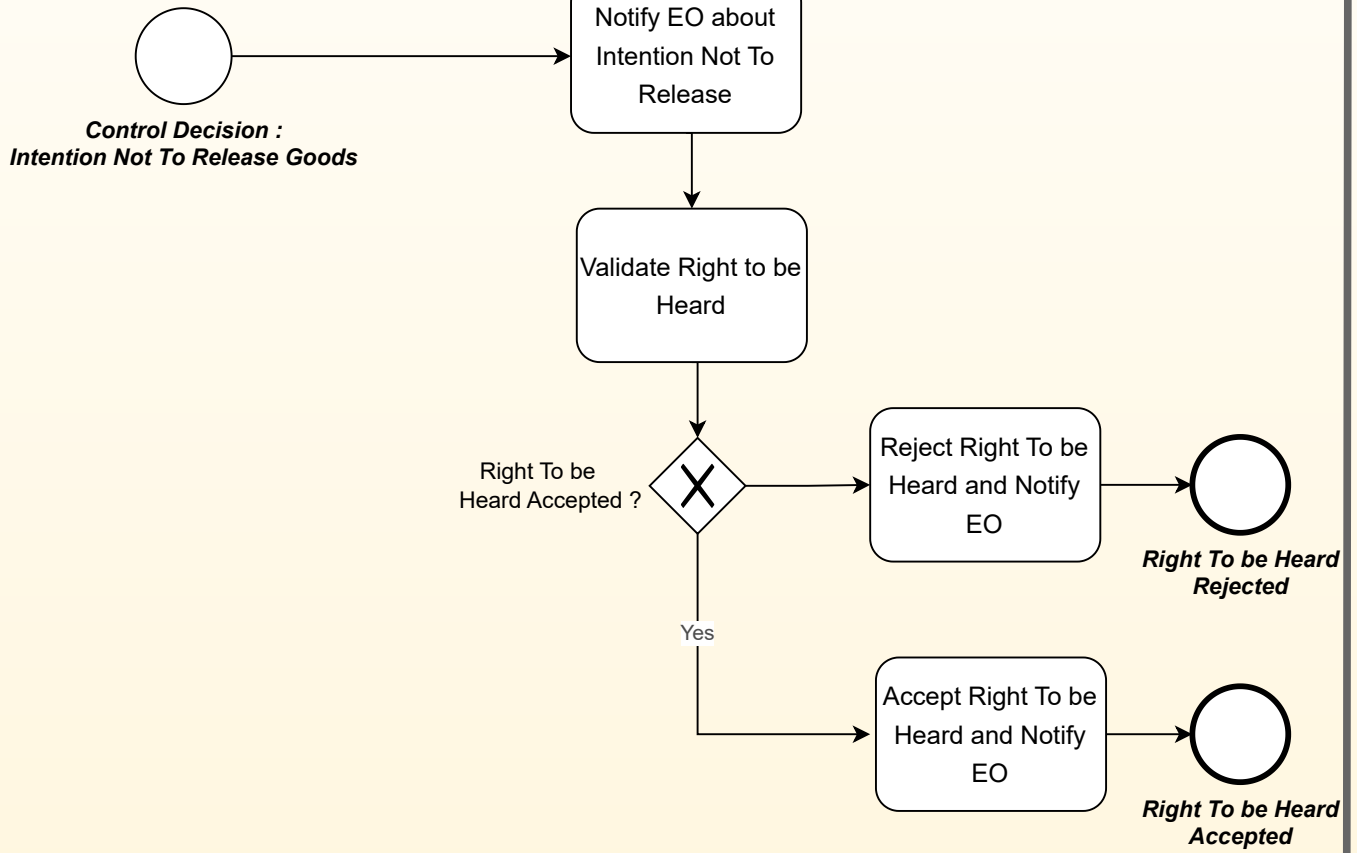 Notify EO about
Intention Not To
Release
Control Decision :
Intention Not To Release Goods
Validate Right to be
Heard
Right To be
Heard Accepted ?
Reject Right To be
Heard and Notify
EO
Right To be Heard
Rejected
Yes
Accept Right To be
Heard and Notify
EO
Right To be Heard
Accepted